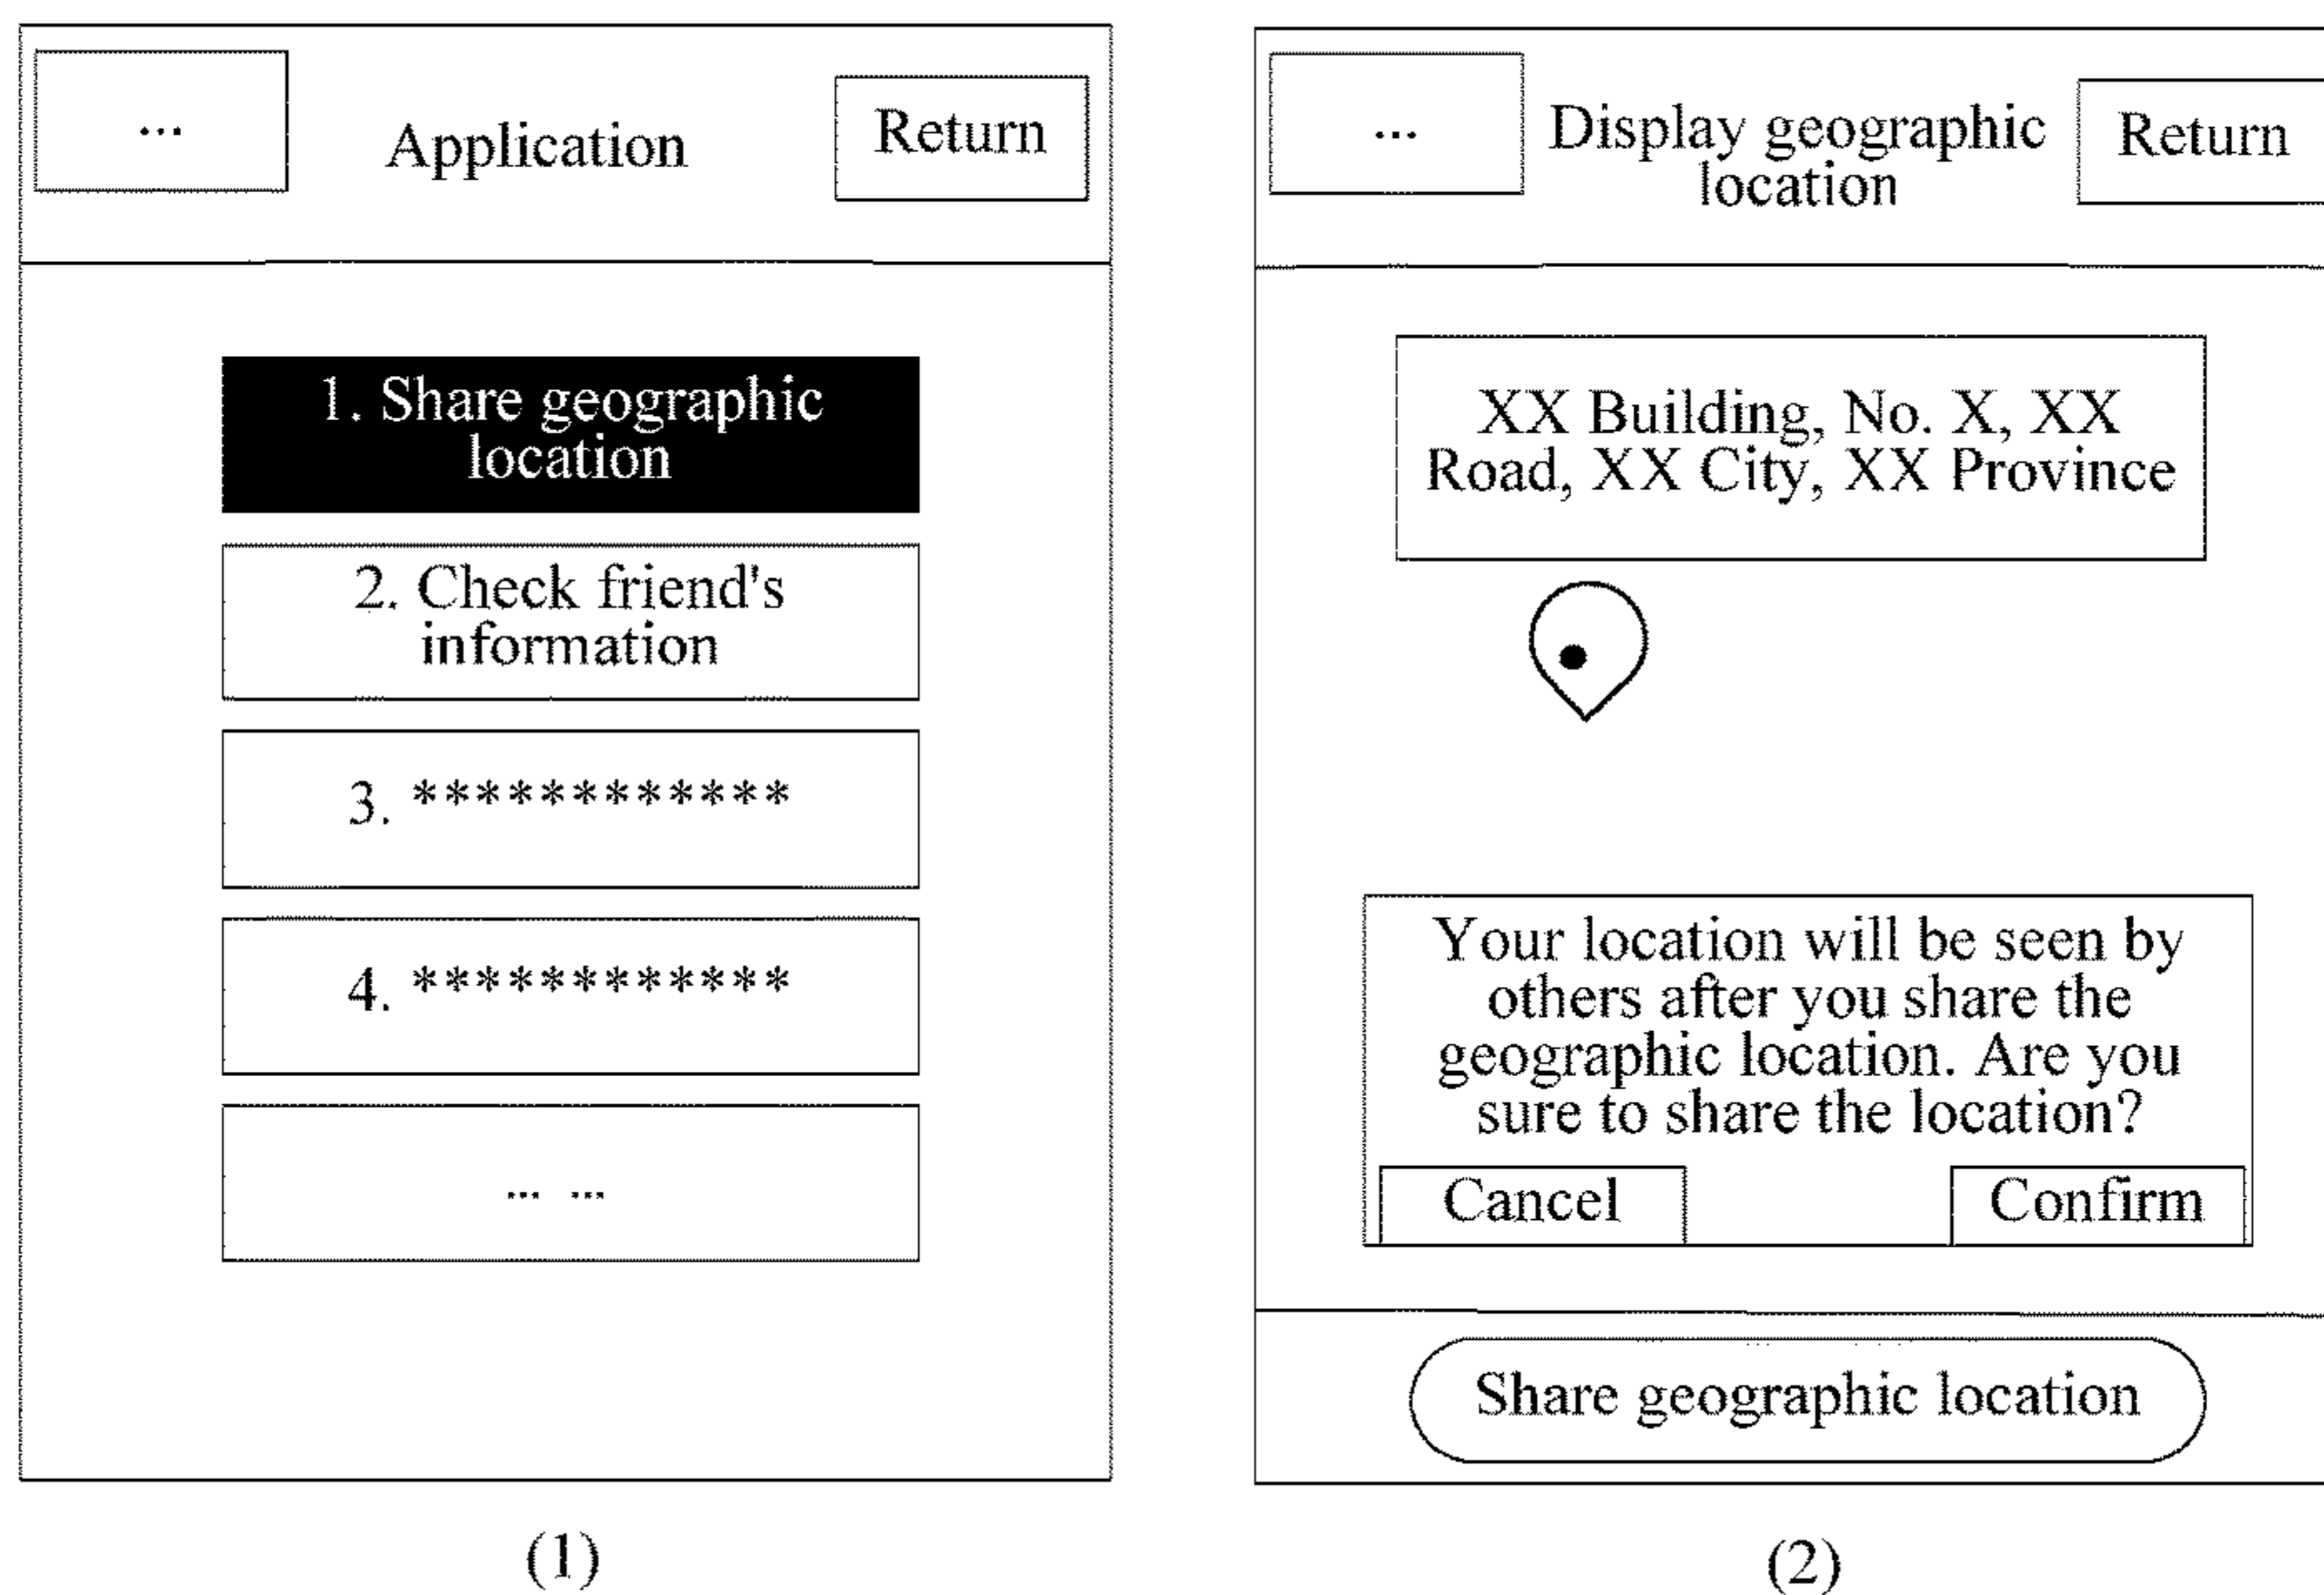 ...
Application
Return
1. Share geographic
location
2. Check friend's
information
3. ************
4. ************
... ...
(1)
...
Display geographic
location
Return
XX Building, No. X, XX
Road, XX City, XX Province
Your location will be seen by
others after you share the
geographic location. Are you
sure to share the location?
Cancel
Confirm
Share geographic location
(2)